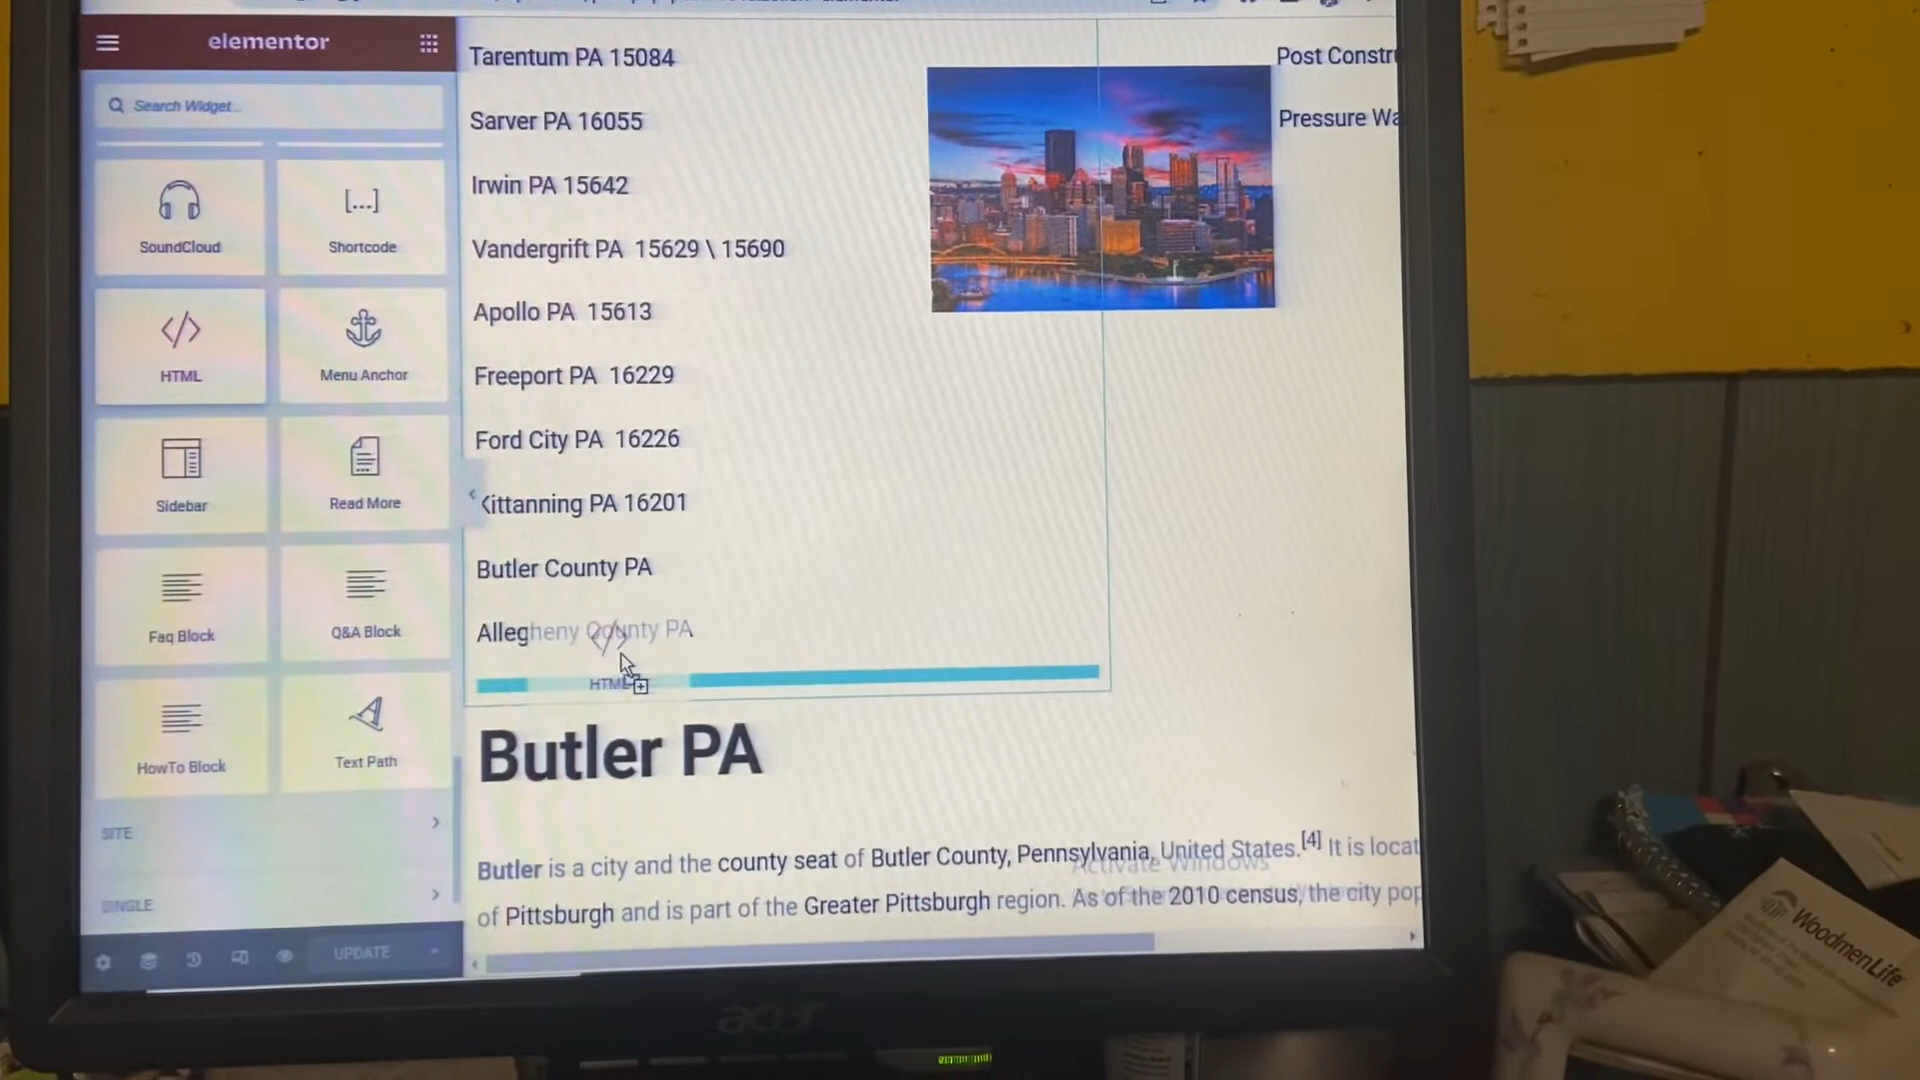 elementor
Search Widget...
SoundCloud
Shortcode
HTML
Menu Anchor
Sidebar
Read More
Faq Block
Q&A Block
HowTo Block
Text Path
SITE
SINGLE
UPDATE
Tarentum PA 15084
Sarver PA 16055
Irwin PA 15642
Vandergrift PA 15629 \ 15690
Apollo PA 15613
Freeport PA 16229
Ford City PA 16226
Kittanning PA 16201
Butler County PA
Allegheny County PA
HTML
Post Constru
Pressure Wa
Butler PA
Butler is a city and the county seat of Butler County, Pennsylvania, United States.[4] It is locat
of Pittsburgh and is part of the Greater Pittsburgh region. As of the 2010 census, the city pop
Activate Windows
acer
WoodmenLife